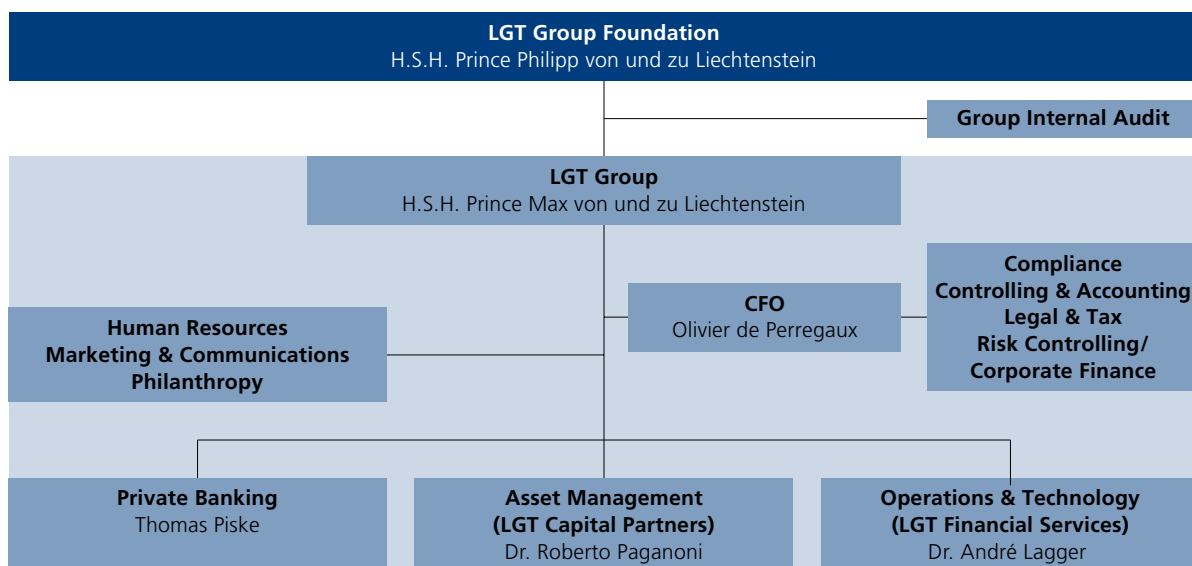 LGT Group Foundation
H.S.H. Prince Philipp von und zu Liechtenstein
Group Internal Audit
LGT Group
H.S.H. Prince Max von und zu Liechtenstein
Human Resources
Marketing & Communications
Philanthropy
CFO
Olivier de Perregaux
Compliance
Controlling & Accounting
Legal & Tax
Risk Controlling/
Corporate Finance
Private Banking
Thomas Piske
Asset Management
(LGT Capital Partners)
Dr. Roberto Paganoni
Operations & Technology
(LGT Financial Services)
Dr. André Lagger